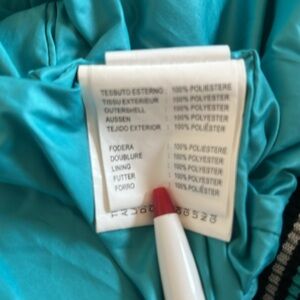 TESSUTO ESTERNO : 100% POLIESTERE
TISSU EXTERIEUR : 100% POLYESTER
OUTERSHELL : 100% POLYESTER
AUSSEN : 100% POLYESTER
TEJIDO EXTERIOR : 100% POLIÉSTER
FODERA : 100% POLIESTERE
DOUBLURE : 100% POLYESTER
LINING : 100% POLYESTER
FUTTER : 100% POLYESTER
FORRO : 100% POLIÉSTER